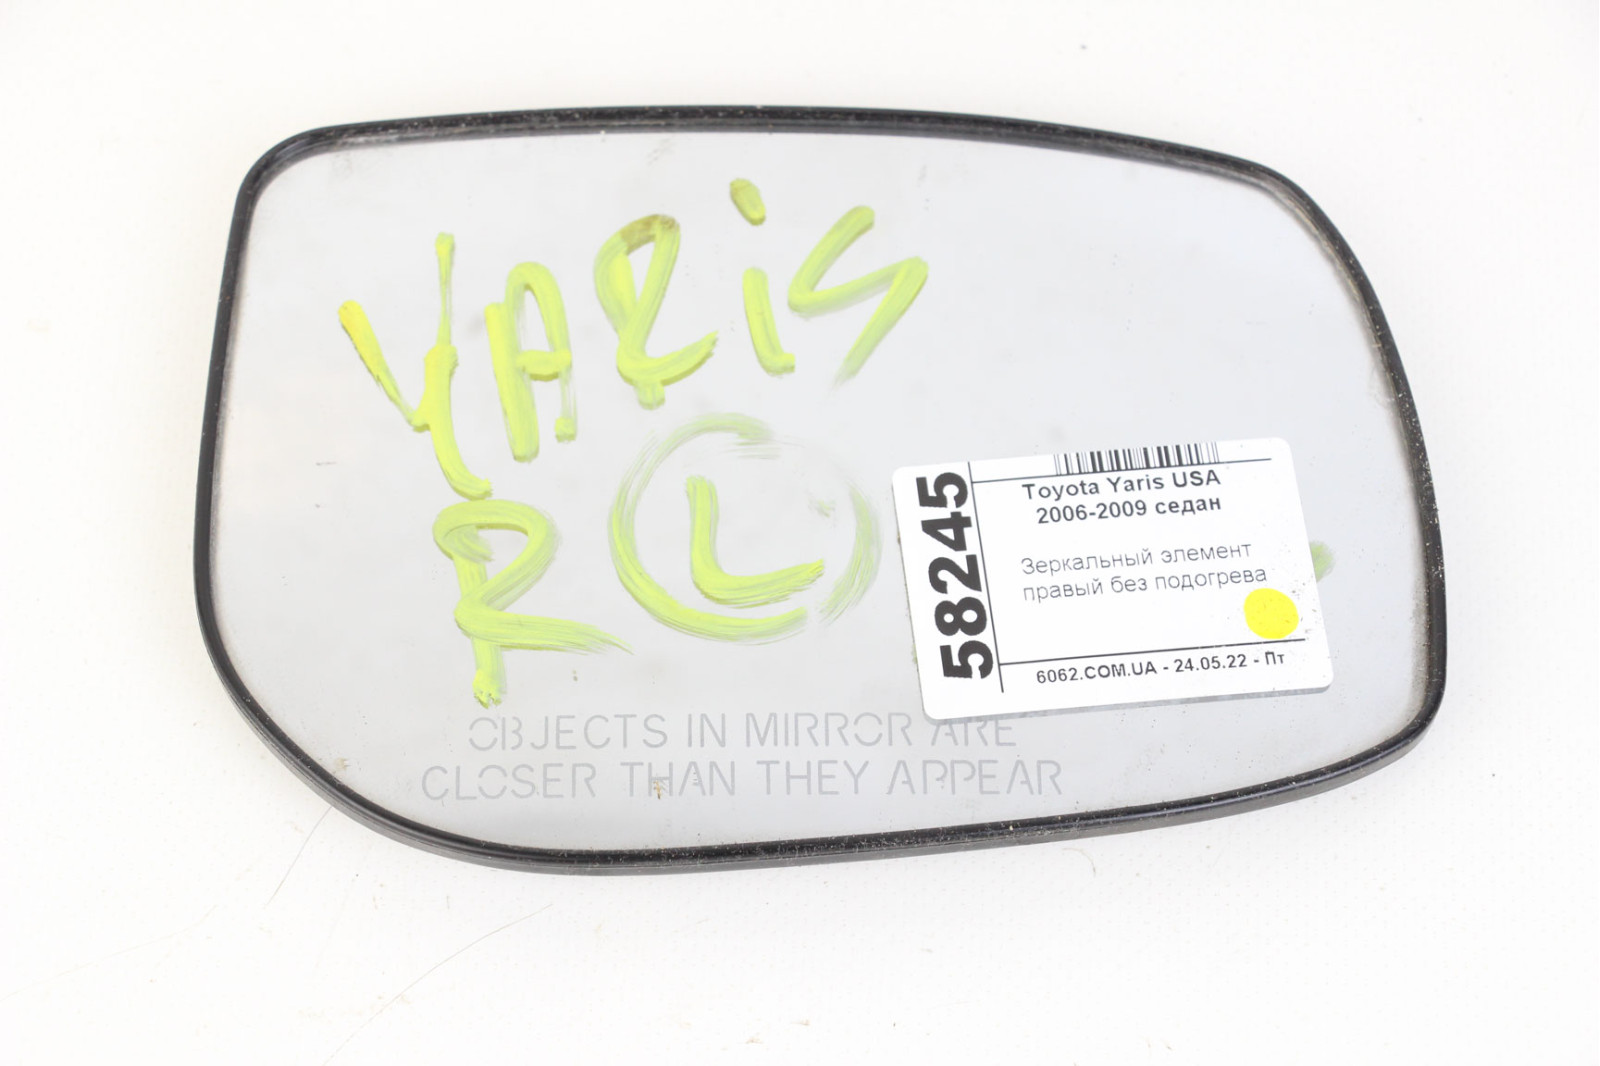 YARiS
R L
58245
Toyota Yaris USA
2006-2009 седан
Зеркальный элемент
правый без подогрева
6062.COM.UA - 24.05.22 - Пт
OBJECTS IN MIRROR ARE
CLOSER THAN THEY APPEAR